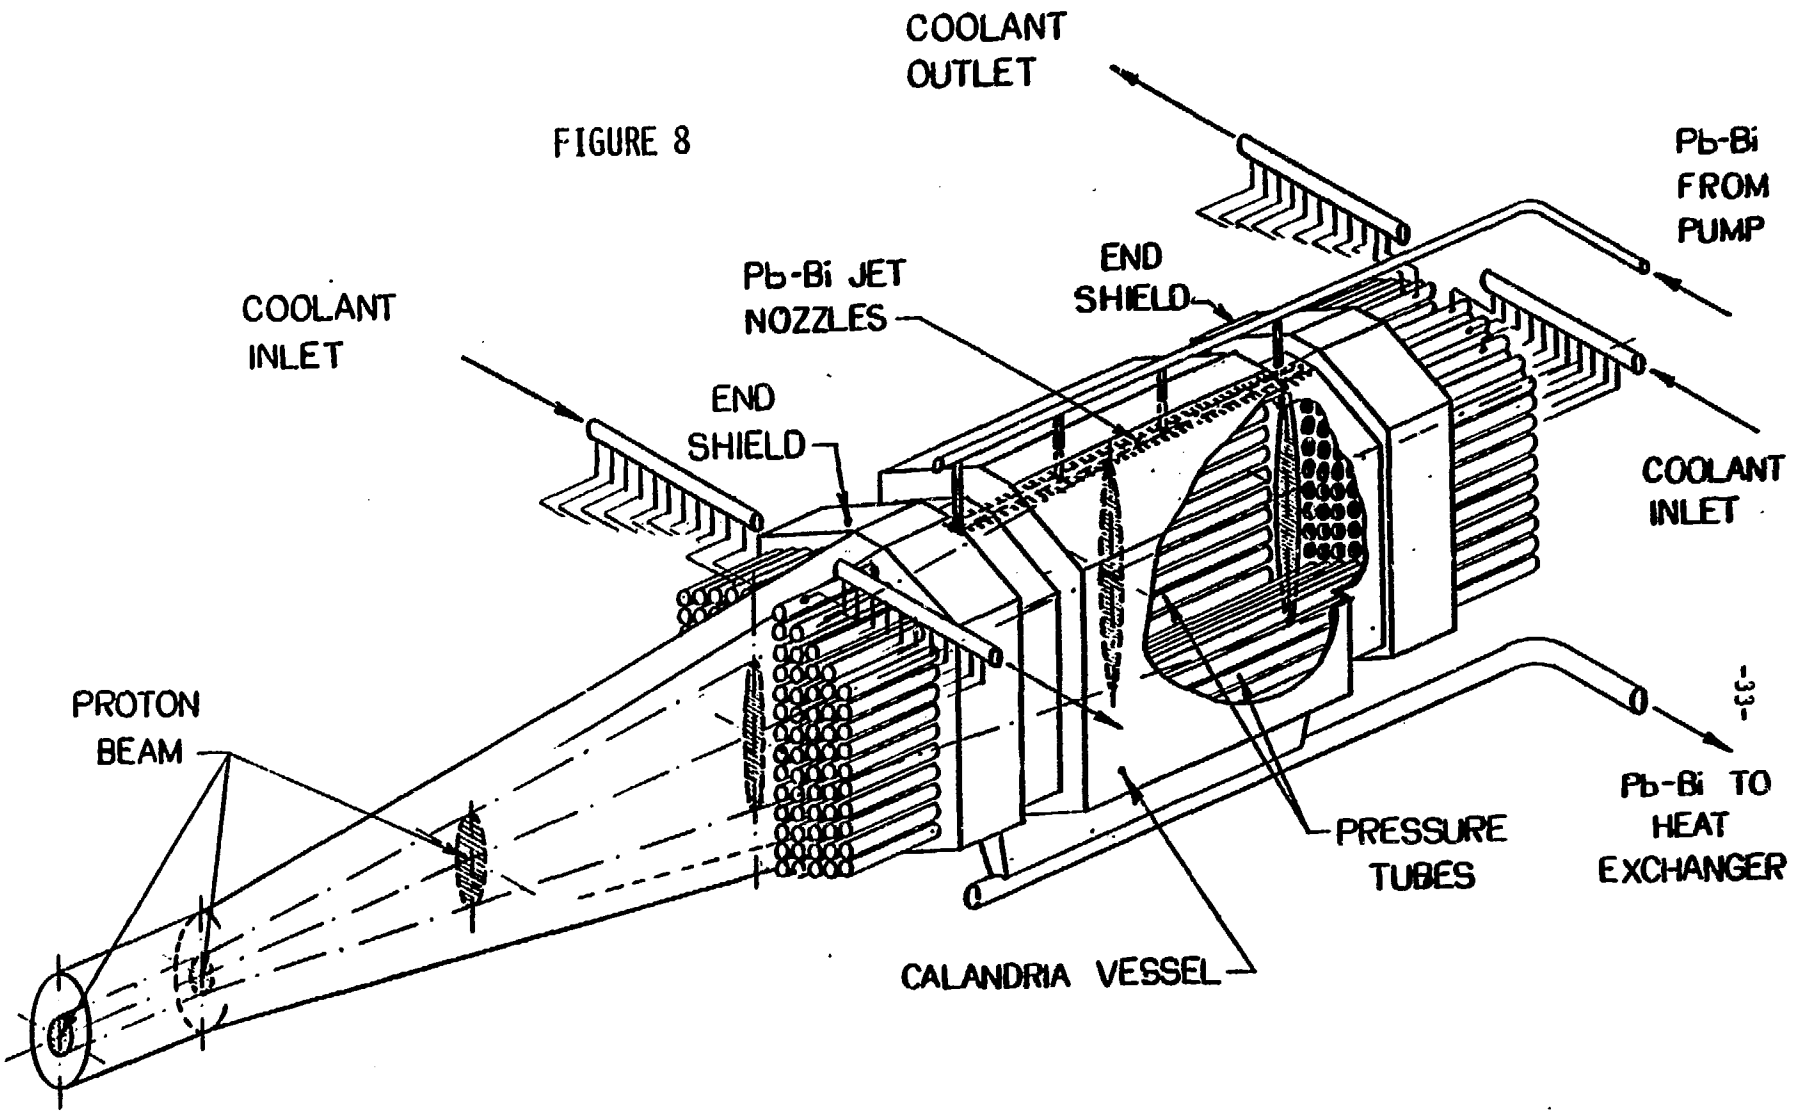 COOLANT
OUTLET
FIGURE 8
Pb-Bi
FROM
PUMP
Pb-Bi JET
NOZZLES
END
SHIELD
COOLANT
INLET
END
SHIELD
COOLANT
INLET
PROTON
BEAM
-33-
Pb-Bi TO
HEAT
EXCHANGER
PRESSURE
TUBES
CALANDRIA VESSEL